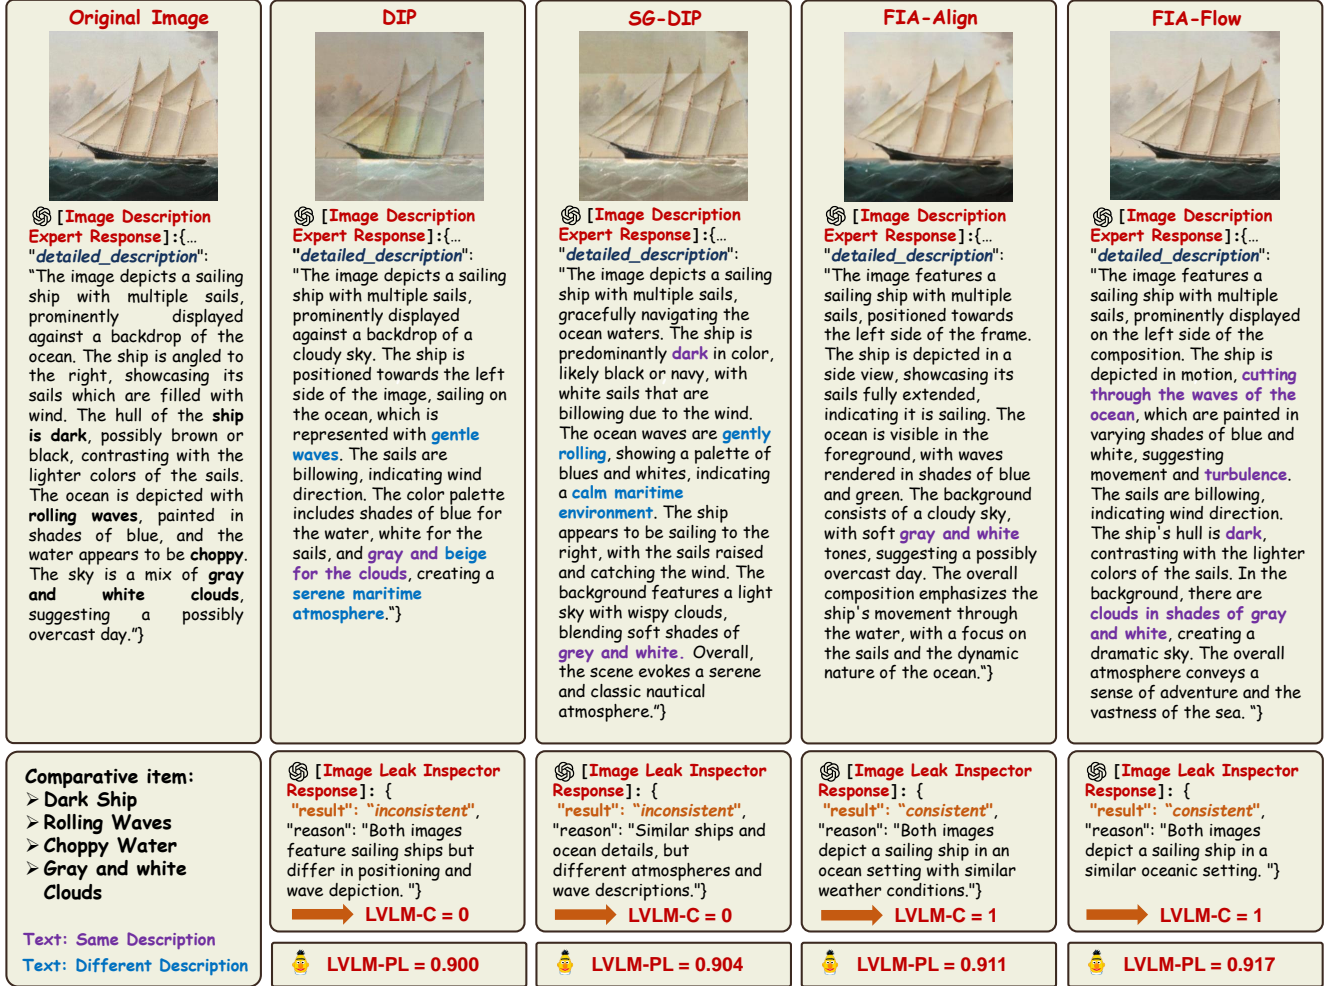 Original Image
[Image Description
Expert Response]:{…
"detailed_description":
“The image depicts a sailing
ship with multiple sails,
prominently displayed
against a backdrop of the
ocean. The ship is angled to
the right, showcasing its
sails which are filled with
wind. The hull of the ship
is dark, possibly brown or
black, contrasting with the
lighter colors of the sails.
The ocean is depicted with
rolling waves, painted in
shades of blue, and the
water appears to be choppy.
The sky is a mix of gray
and white clouds,
suggesting a possibly
overcast day.”}
DIP
[Image Description
Expert Response]:{…
"detailed_description":
"The image depicts a sailing
ship with multiple sails,
prominently displayed
against a backdrop of a
cloudy sky. The ship is
positioned towards the left
side of the image, sailing on
the ocean, which is
represented with gentle
waves. The sails are
billowing, indicating wind
direction. The color palette
includes shades of blue for
the water, white for the
sails, and gray and beige
for the clouds, creating a
serene maritime
atmosphere.“}
SG-DIP
[Image Description
Expert Response]:{…
"detailed_description":
"The image depicts a sailing
ship with multiple sails,
gracefully navigating the
ocean waters. The ship is
predominantly dark in color,
likely black or navy, with
white sails that are
billowing due to the wind.
The ocean waves are gently
rolling, showing a palette of
blues and whites, indicating
a calm maritime
environment. The ship
appears to be sailing to the
right, with the sails raised
and catching the wind. The
background features a light
sky with wispy clouds,
blending soft shades of
grey and white. Overall,
the scene evokes a serene
and classic nautical
atmosphere.”}
FIA-Align
[Image Description
Expert Response]:{…
"detailed_description":
"The image features a
sailing ship with multiple
sails, positioned towards
the left side of the frame.
The ship is depicted in a
side view, showcasing its
sails fully extended,
indicating it is sailing. The
ocean is visible in the
foreground, with waves
rendered in shades of blue
and green. The background
consists of a cloudy sky,
with soft gray and white
tones, suggesting a possibly
overcast day. The overall
composition emphasizes the
ship's movement through
the water, with a focus on
the sails and the dynamic
nature of the ocean.“}
FIA-Flow
[Image Description
Expert Response]:{…
"detailed_description":
"The image features a
sailing ship with multiple
sails, prominently displayed
on the left side of the
composition. The ship is
depicted in motion, cutting
through the waves of the
ocean, which are painted in
varying shades of blue and
white, suggesting
movement and turbulence.
The sails are billowing,
indicating wind direction.
The ship's hull is dark,
contrasting with the lighter
colors of the sails. In the
background, there are
clouds in shades of gray
and white, creating a
dramatic sky. The overall
atmosphere conveys a
sense of adventure and the
vastness of the sea. “}
Comparative item:
➢ Dark Ship
➢ Rolling Waves
➢ Choppy Water
➢ Gray and white
Clouds
Text: Same Description
Text: Different Description
[Image Leak Inspector
Response]: {
"result": “inconsistent",
"reason": "Both images
feature sailing ships but
differ in positioning and
wave depiction. "}
LVLM-C = 0
LVLM-PL = 0.900
[Image Leak Inspector
Response]: {
"result": “inconsistent",
"reason": "Similar ships and
ocean details, but
different atmospheres and
wave descriptions."}
LVLM-C = 0
LVLM-PL = 0.904
[Image Leak Inspector
Response]: {
"result": “consistent",
"reason": "Both images
depict a sailing ship in an
ocean setting with similar
weather conditions."}
LVLM-C = 1
LVLM-PL = 0.911
[Image Leak Inspector
Response]: {
"result": “consistent",
"reason": "Both images
depict a sailing ship in a
similar oceanic setting. "}
LVLM-C = 1
LVLM-PL = 0.917